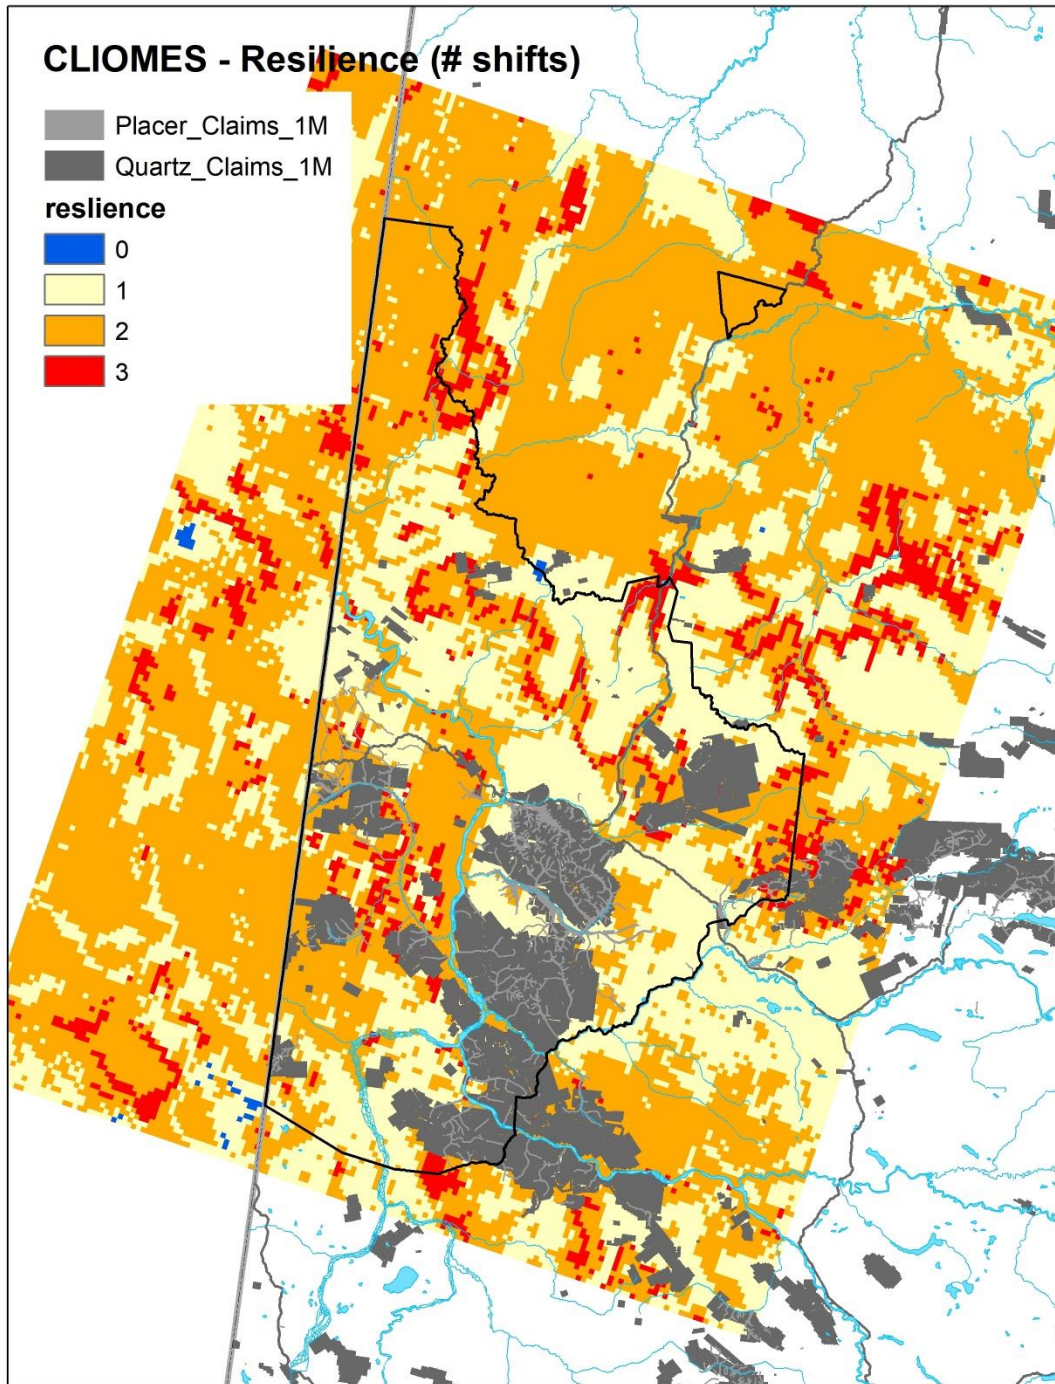 CLIOMES - Resilience (# shifts)
Placer_Claims_1M
Quartz_Claims_1M
reslience
0
1
2
3